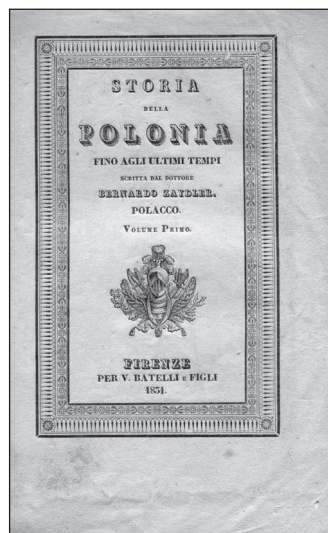 STORIA
DELLA
POLONIA
FINO AGLI ULTIMI TEMPI
SCRITTA DAL DOTTORE
BERNARDO ZAYDLER,
POLACCO.
VOLUME PRIMO.
FIRENZE
PER V. BATELLI E FIGLI
1831.